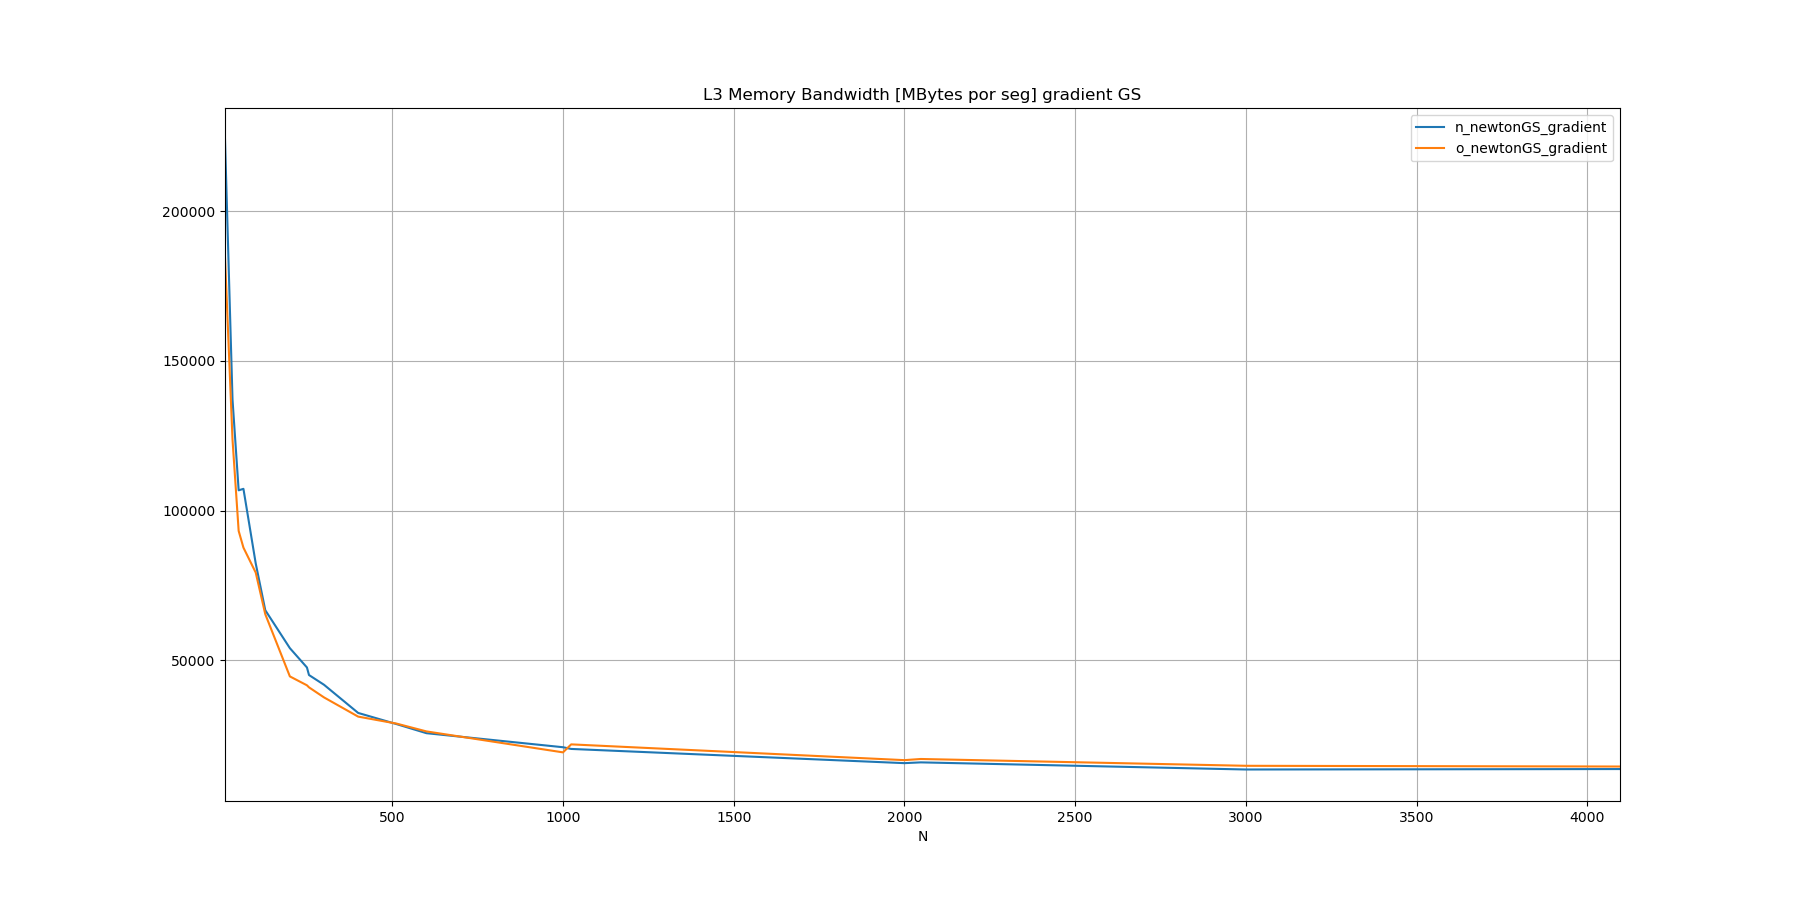 L3 Memory Bandwidth [MBytes por seg] gradient GS
n_newtonGS_gradient
o_newtonGS_gradient
200000
150000
100000
50000
500 1000 1500 2000 2500 3000 3500 4000
N